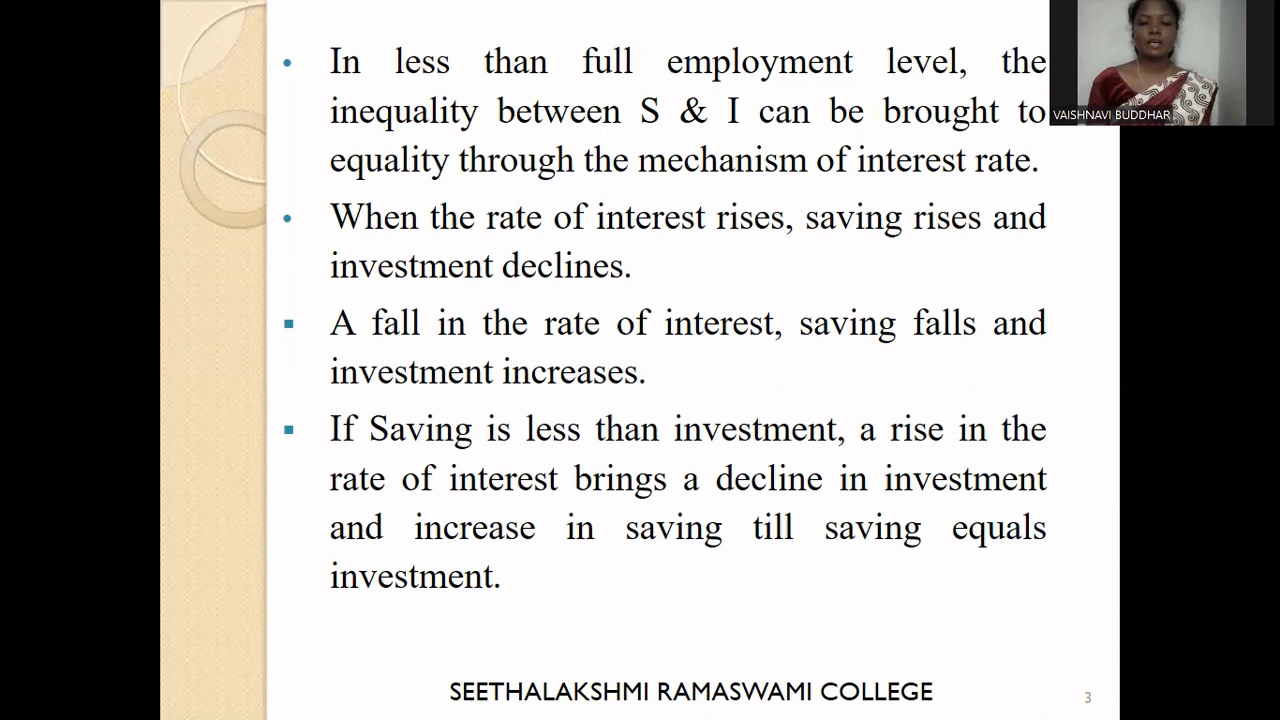 In less than full employment level, the
inequality between S & I can be brought to
equality through the mechanism of interest rate.
When the rate of interest rises, saving rises and
investment declines.
A fall in the rate of interest, saving falls and
investment increases.
If Saving is less than investment, a rise in the
rate of interest brings a decline in investment
and increase in saving till saving equals
investment.
SEETHALAKSHMI RAMASWAMI COLLEGE
3
VAISHNAVI BUDDHAR